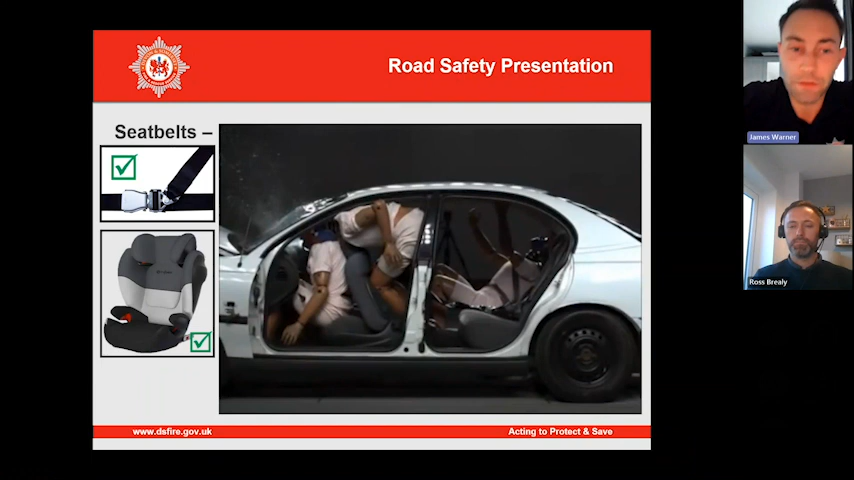 Road Safety Presentation
James Warner
Seatbelts –
Ross Brealy
www.dsfire.gov.uk
Acting to Protect & Save